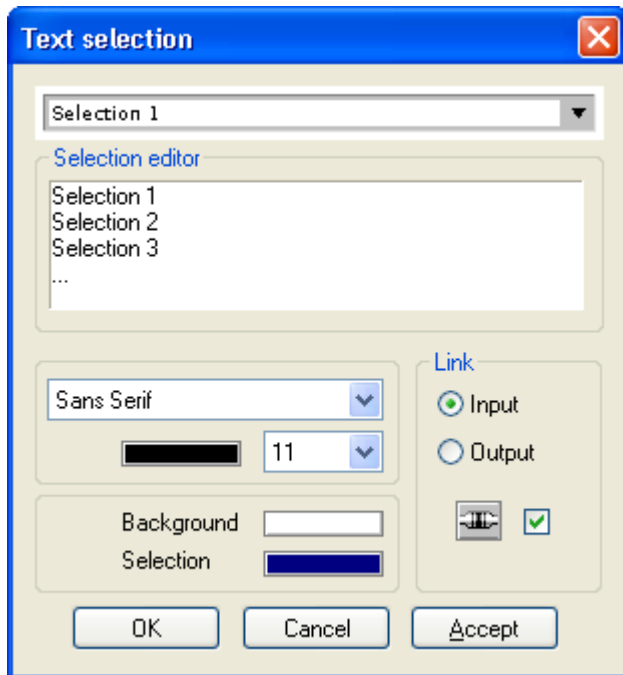 Text selection
Selection 1
Selection editor
Selection 1
Selection 2
Selection 3
...
Link
Sans Serif
Input
11
Output
Background
Selection
OK Cancel Accept